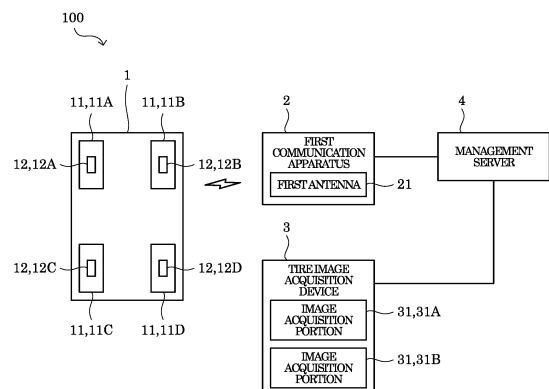 100
1
11,11A
11,11B
12,12A
12,12B
12,12C
12,12D
11,11C
11,11D
2
FIRST
COMMUNICATION
APPARATUS
FIRST ANTENNA
21
4
MANAGEMENT
SERVER
3
TIRE IMAGE
ACQUISITION
DEVICE
IMAGE
ACQUISITION
PORTION
31,31A
IMAGE
ACQUISITION
PORTION
31,31B